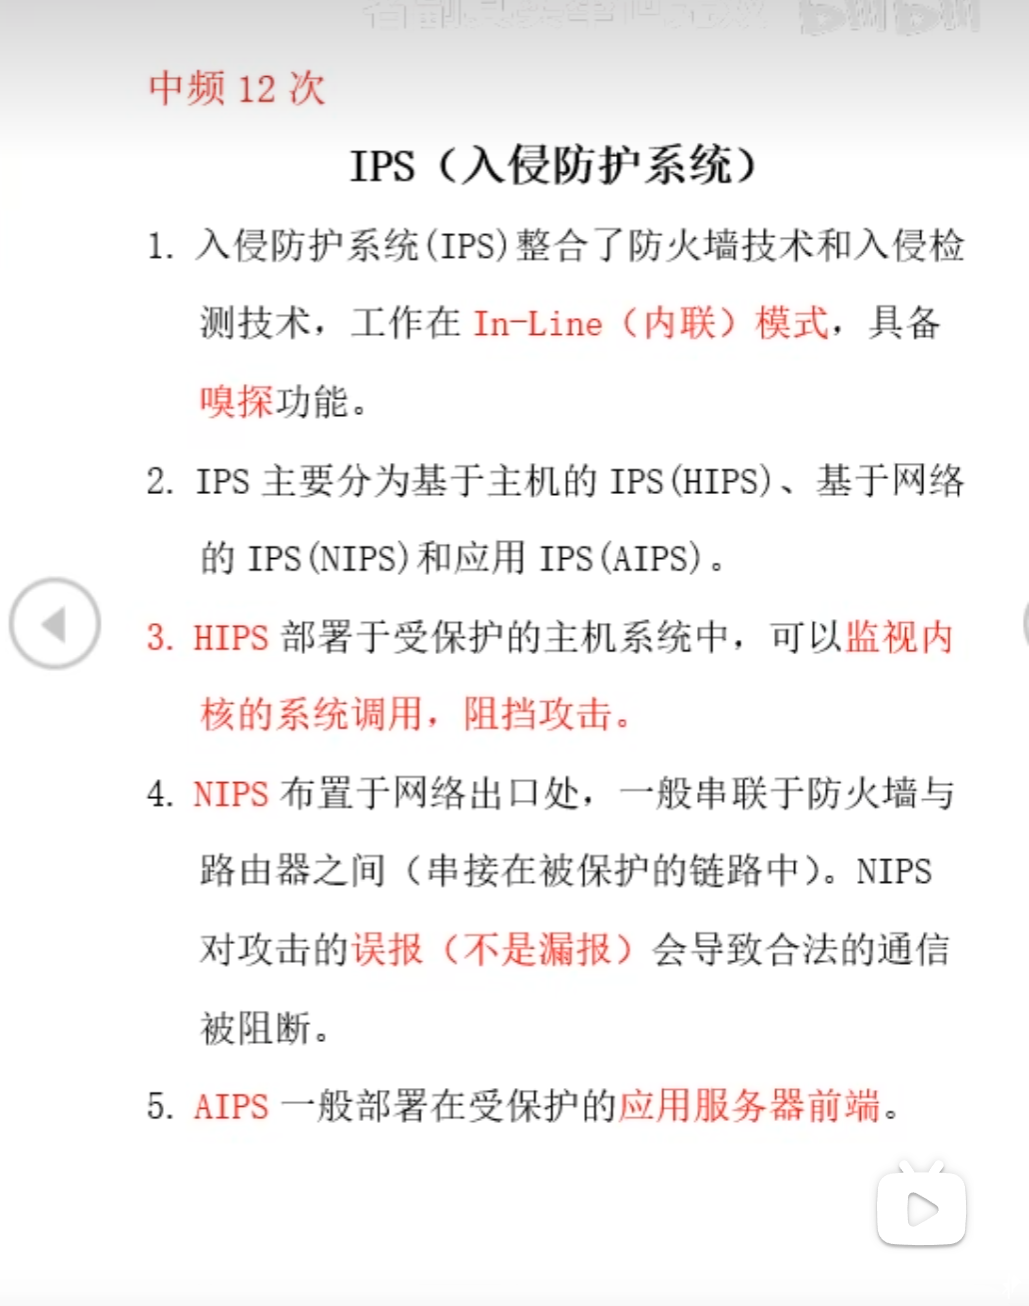 中频 12 次
IPS（入侵防护系统）
1. 入侵防护系统(IPS)整合了防火墙技术和入侵检
测技术，工作在 In-Line（内联）模式，具备
嗅探功能。
2. IPS 主要分为基于主机的 IPS(HIPS)、基于网络
的 IPS(NIPS)和应用 IPS(AIPS)。
3. HIPS 部署于受保护的主机系统中，可以监视内
核的系统调用，阻挡攻击。
4. NIPS 布置于网络出口处，一般串联于防火墙与
路由器之间（串接在被保护的链路中）。NIPS
对攻击的误报（不是漏报）会导致合法的通信
被阻断。
5. AIPS 一般部署在受保护的应用服务器前端。